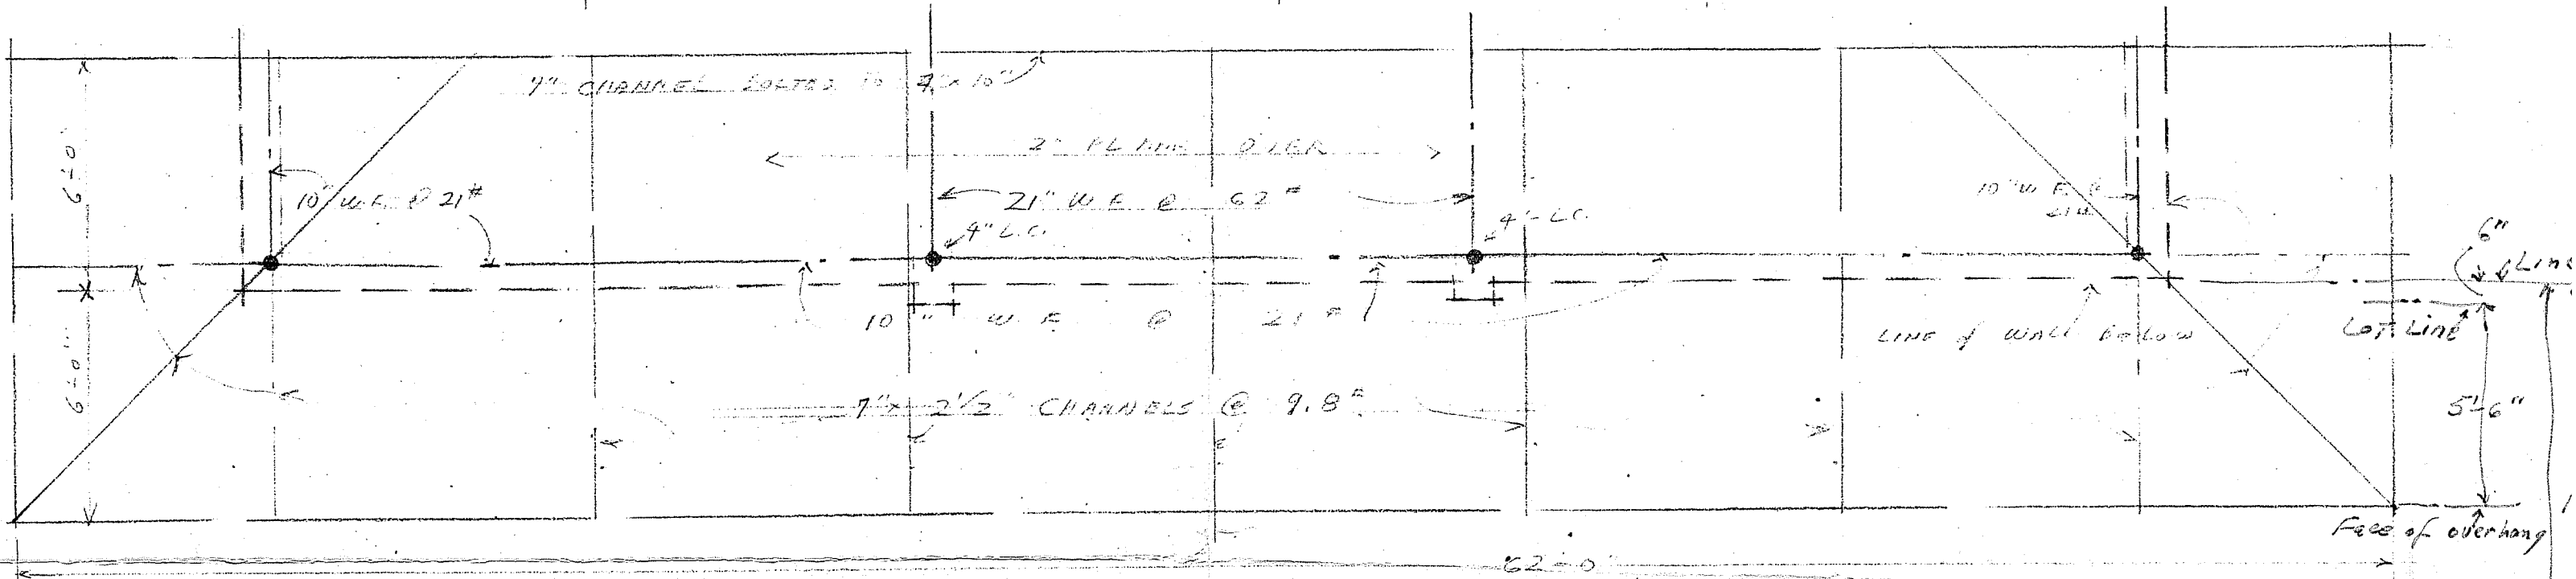 7" CHANNEL BOLTED TO 4" x 10"
2" PLANK OVER
6'-0"
10" W.F. @ 21#
21" W.F. @ 62#
10" W.F. @
21#
4" L.C.
4" L.C.
6"
Line
10" W.F. @ 21#
LINE of WALL BELOW
Lot Line
6'-0"
7" x 2 1/2" CHANNELS @ 9.8#
5'-6"
Face of overhang
62'-0"